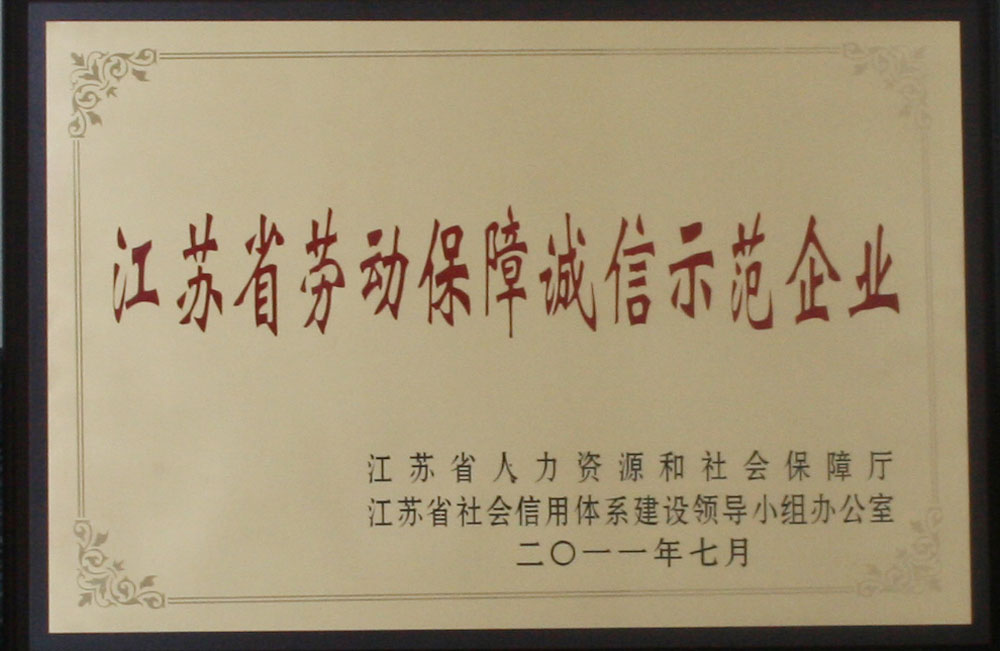 江苏省劳动保障诚信示范企业
江苏省人力资源和社会保障厅
江苏省社会信用体系建设领导小组办公室
二〇一一年七月